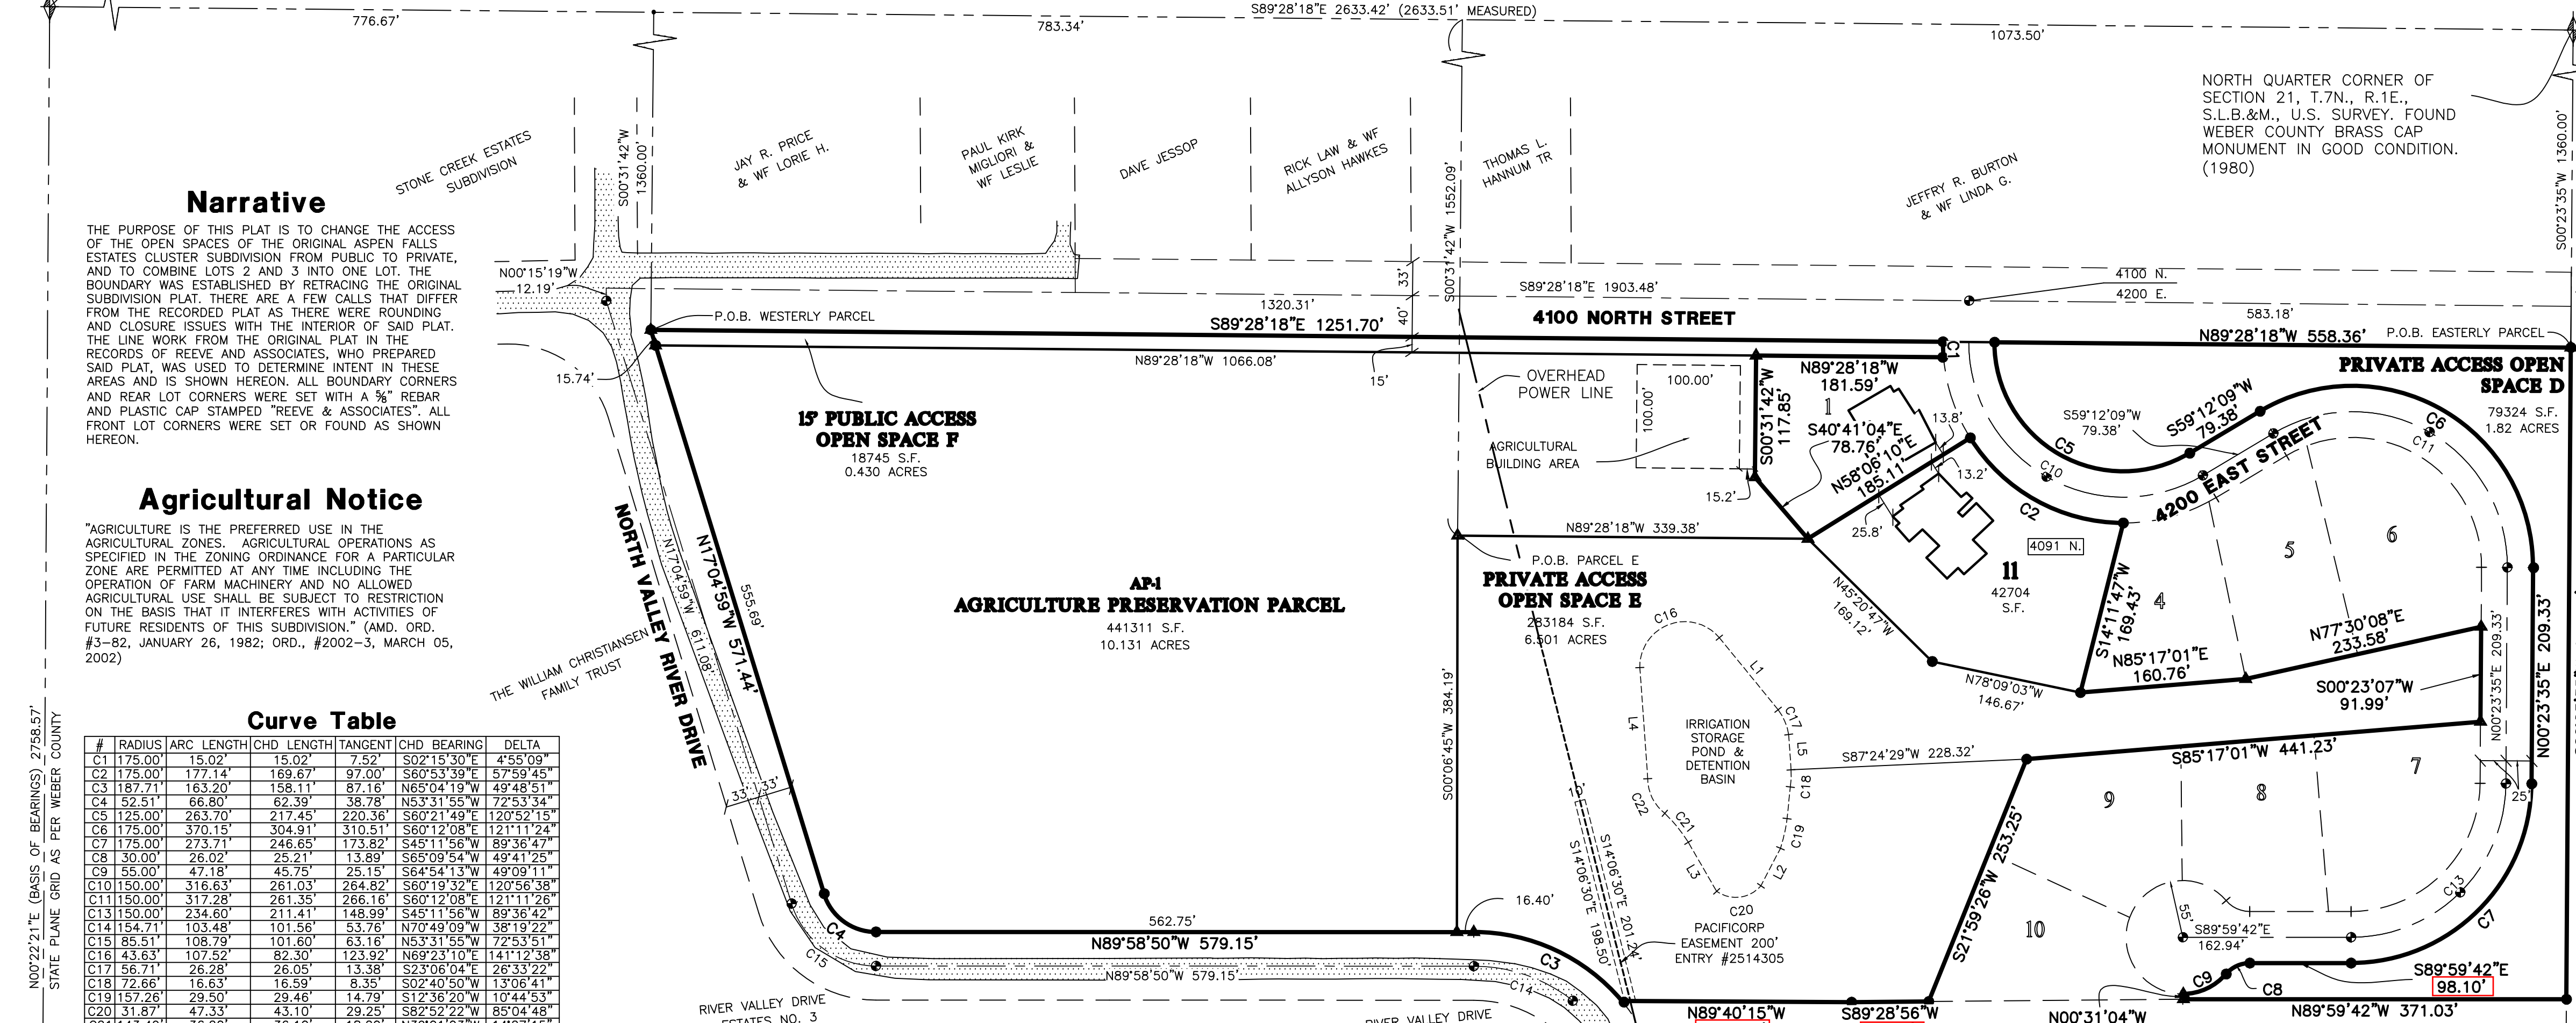 776.67'
S89°28'18"E 2633.42' (2633.51' MEASURED)
783.34'
1073.50'
NORTH QUARTER CORNER OF
SECTION 21, T.7N., R.1E.,
S.L.B.&M., U.S. SURVEY. FOUND
WEBER COUNTY BRASS CAP
MONUMENT IN GOOD CONDITION.
(1980)
S00°23'35"W 1360.00'
STONE CREEK ESTATES
SUBDIVISION
S00°31'42"W
1360.00'
JAY R. PRICE
& WF LORIE H.
PAUL KIRK
MIGLIORI &
WF LESLIE
DAVE JESSOP
RICK LAW & WF
ALLYSON HAWKES
S00°31'42"W 1552.09'
THOMAS L.
HANNUM TR
JEFFRY R. BURTON
& WF LINDA G.
Narrative
THE PURPOSE OF THIS PLAT IS TO CHANGE THE ACCESS
OF THE OPEN SPACES OF THE ORIGINAL ASPEN FALLS
ESTATES CLUSTER SUBDIVISION FROM PUBLIC TO PRIVATE,
AND TO COMBINE LOTS 2 AND 3 INTO ONE LOT. THE
BOUNDARY WAS ESTABLISHED BY RETRACING THE ORIGINAL
SUBDIVISION PLAT. THERE ARE A FEW CALLS THAT DIFFER
FROM THE RECORDED PLAT AS THERE WERE ROUNDING
AND CLOSURE ISSUES WITH THE INTERIOR OF SAID PLAT.
THE LINE WORK FROM THE ORIGINAL PLAT IN THE
RECORDS OF REEVE AND ASSOCIATES, WHO PREPARED
SAID PLAT, WAS USED TO DETERMINE INTENT IN THESE
AREAS AND IS SHOWN HEREON. ALL BOUNDARY CORNERS
AND REAR LOT CORNERS WERE SET WITH A ⅝" REBAR
AND PLASTIC CAP STAMPED "REEVE & ASSOCIATES". ALL
FRONT LOT CORNERS WERE SET OR FOUND AS SHOWN
HEREON.
Agricultural Notice
"AGRICULTURE IS THE PREFERRED USE IN THE
AGRICULTURAL ZONES. AGRICULTURAL OPERATIONS AS
SPECIFIED IN THE ZONING ORDINANCE FOR A PARTICULAR
ZONE ARE PERMITTED AT ANY TIME INCLUDING THE
OPERATION OF FARM MACHINERY AND NO ALLOWED
AGRICULTURAL USE SHALL BE SUBJECT TO RESTRICTION
ON THE BASIS THAT IT INTERFERES WITH ACTIVITIES OF
FUTURE RESIDENTS OF THIS SUBDIVISION." (AMD. ORD.
#3-82, JANUARY 26, 1982; ORD., #2002-3, MARCH 05,
2002)
N00°22'21"E (BASIS OF BEARINGS) 2758.57'
STATE PLANE GRID AS PER WEBER COUNTY
Curve Table
# RADIUS ARC LENGTH CHD LENGTH TANGENT CHD BEARING DELTA
C1 175.00' 15.02' 15.02' 7.52' S02°15'30"E 4°55'09"
C2 175.00' 177.14' 169.67' 97.00' S60°53'39"E 57°59'45"
C3 187.71' 163.20' 158.11' 87.16' N65°04'19"W 49°48'51"
C4 52.51' 66.80' 62.39' 38.78' N53°31'55"W 72°53'34"
C5 125.00' 263.70' 217.45' 220.36' S60°21'49"E 120°52'15"
C6 175.00' 370.15' 304.91' 310.51' S60°12'08"E 121°11'24"
C7 175.00' 273.71' 246.65' 173.82' S45°11'56"W 89°36'47"
C8 30.00' 26.02' 25.21' 13.89' S65°09'54"W 49°41'25"
C9 55.00' 47.18' 45.75' 25.15' S64°54'13"W 49°09'11"
C10 150.00' 316.63' 261.03' 264.82' S60°19'32"E 120°56'38"
C11 150.00' 317.28' 261.35' 266.16' S60°12'08"E 121°11'26"
C13 150.00' 234.60' 211.41' 148.99' S45°11'56"W 89°36'42"
C14 154.71' 103.48' 101.56' 53.76' N70°49'09"W 38°19'22"
C15 85.51' 108.79' 101.60' 63.16' N53°31'55"W 72°53'51"
C16 43.63' 107.52' 82.30' 123.92' N69°23'10"E 141°12'38"
C17 56.71' 26.28' 26.05' 13.38' S23°06'04"E 26°33'22"
C18 72.66' 16.63' 16.59' 8.35' S02°40'50"W 13°06'41"
C19 157.26' 29.50' 29.46' 14.79' S12°36'20"W 10°44'53"
C20 31.87' 47.33' 43.10' 29.25' S82°52'22"W 85°04'48"
N00°15'19"W
12.19'
P.O.B. WESTERLY PARCEL
1320.31'
S89°28'18"E 1251.70'
33'
40'
15'
S89°28'18"E 1903.48'
4100 NORTH STREET
4100 N.
4200 E.
583.18'
N89°28'18"W 558.36'
P.O.B. EASTERLY PARCEL
15.74'
N89°28'18"W 1066.08'
15' PUBLIC ACCESS
OPEN SPACE F
18745 S.F.
0.430 ACRES
OVERHEAD
POWER LINE
100.00'
100.00'
AGRICULTURAL
BUILDING AREA
C1
N89°28'18"W
181.59'
1
S00°31'42"W
117.85'
S40°41'04"E
78.76'
N58°06'10"E
185.11'
13.8'
13.2'
15.2'
25.8'
PRIVATE ACCESS OPEN
SPACE D
79324 S.F.
1.82 ACRES
S59°12'09"W
79.38'
S59°12'09"W
79.38'
C5
C10
C6
C11
4200 EAST STREET
C2
4091 N.
11
42704
S.F.
4
5
6
N89°28'18"W 339.38'
P.O.B. PARCEL E
PRIVATE ACCESS
OPEN SPACE E
283184 S.F.
6.501 ACRES
AP-1
AGRICULTURE PRESERVATION PARCEL
441311 S.F.
10.131 ACRES
N17°04'59"W 571.44'
555.69'
N17°04'59"W 611.08'
NORTH VALLEY RIVER DRIVE
THE WILLIAM CHRISTIANSEN
FAMILY TRUST
33' 33'
N45°20'47"W
169.12'
N78°09'03"W
146.67'
S14°11'47"W
169.43'
N85°17'01"E
160.76'
N77°30'08"E
233.58'
S00°23'07"W
91.99'
N00°23'35"E 209.33'
N00°23'35"E 209.33'
C16
L1
C17
L5
C18
C19
L2
C20
L3
C21
C22
L4
IRRIGATION
STORAGE
POND &
DETENTION
BASIN
S87°24'29"W 228.32'
S85°17'01"W 441.23'
7
8
9
10
25'
S00°06'45"W 384.19'
10'
S14°06'30"E 201.24'
S14°06'30"E 198.50'
PACIFICORP
EASEMENT 200'
ENTRY #2514305
S21°59'26"W 253.25'
C13
C7
55'
S89°59'42"E
162.94'
C4
C15
562.75'
N89°58'50"W 579.15'
N89°58'50"W 579.15'
16.40'
C3
C14
S89°59'42"E
98.10'
C9
C8
RIVER VALLEY DRIVE
ESTATES NO. 3
RIVER VALLEY DRIVE
N89°40'15"W
S89°28'56"W
N00°31'04"W
N89°59'42"W 371.03'